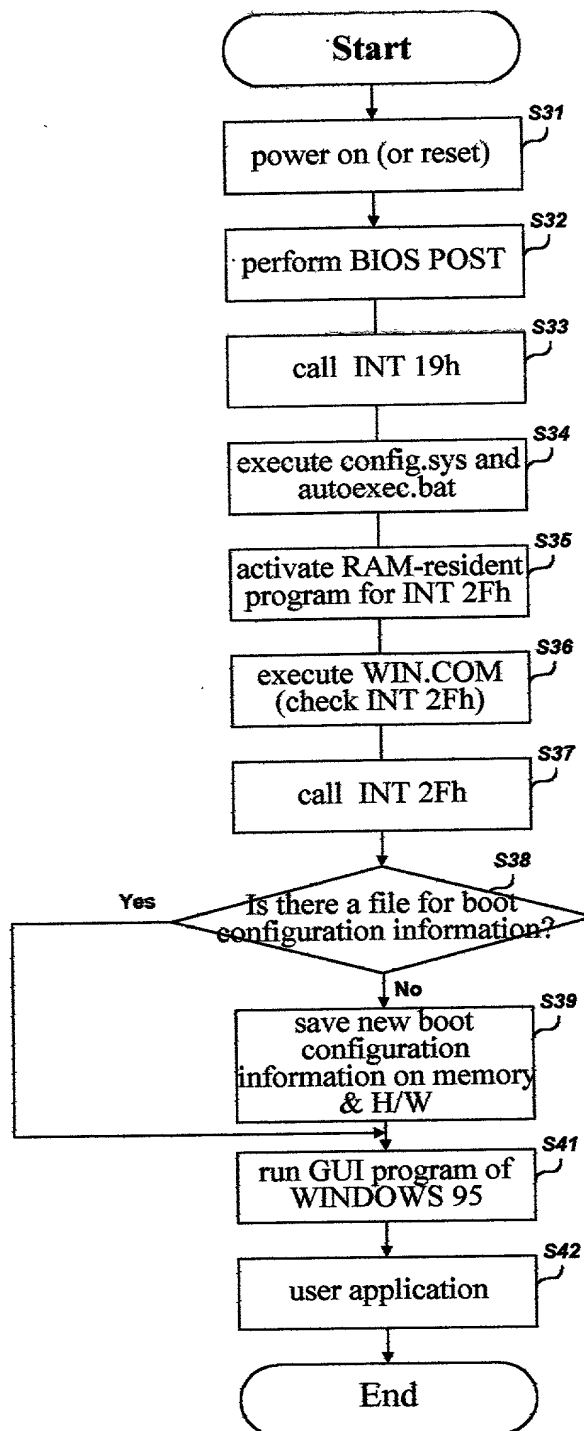 Start
S31
power on (or reset)
S32
perform BIOS POST
S33
call INT 19h
S34
execute config.sys and
autoexec.bat
S35
activate RAM-resident
program for INT 2Fh
S36
execute WIN.COM
(check INT 2Fh)
S37
call INT 2Fh
S38
Yes
Is there a file for boot
configuration information?
No
S39
save new boot
configuration
information on memory
& H/W
S41
run GUI program of
WINDOWS 95
S42
user application
End